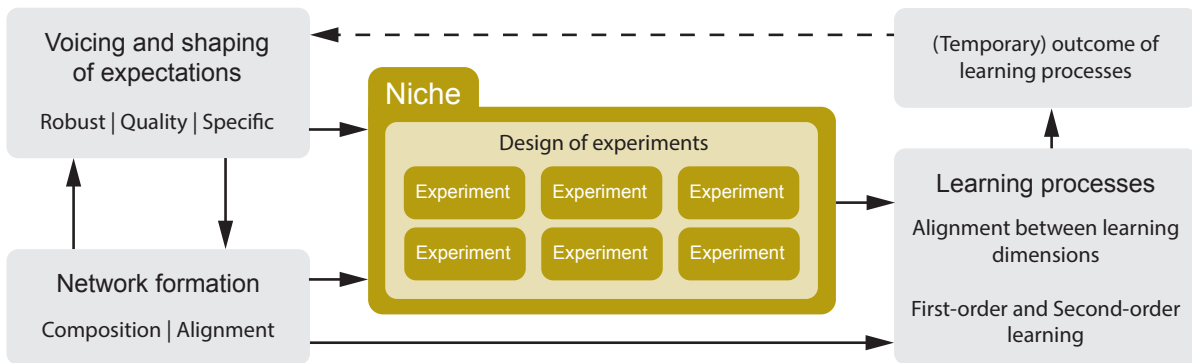 Voicing and shaping
of expectations
Robust | Quality | Specific
Network formation
Composition | Alignment
Niche
Design of experiments
Experiment
Experiment
Experiment
Experiment
Experiment
Experiment
(Temporary) outcome of
learning processes
Learning processes
Alignment between learning
dimensions
First-order and Second-order
learning